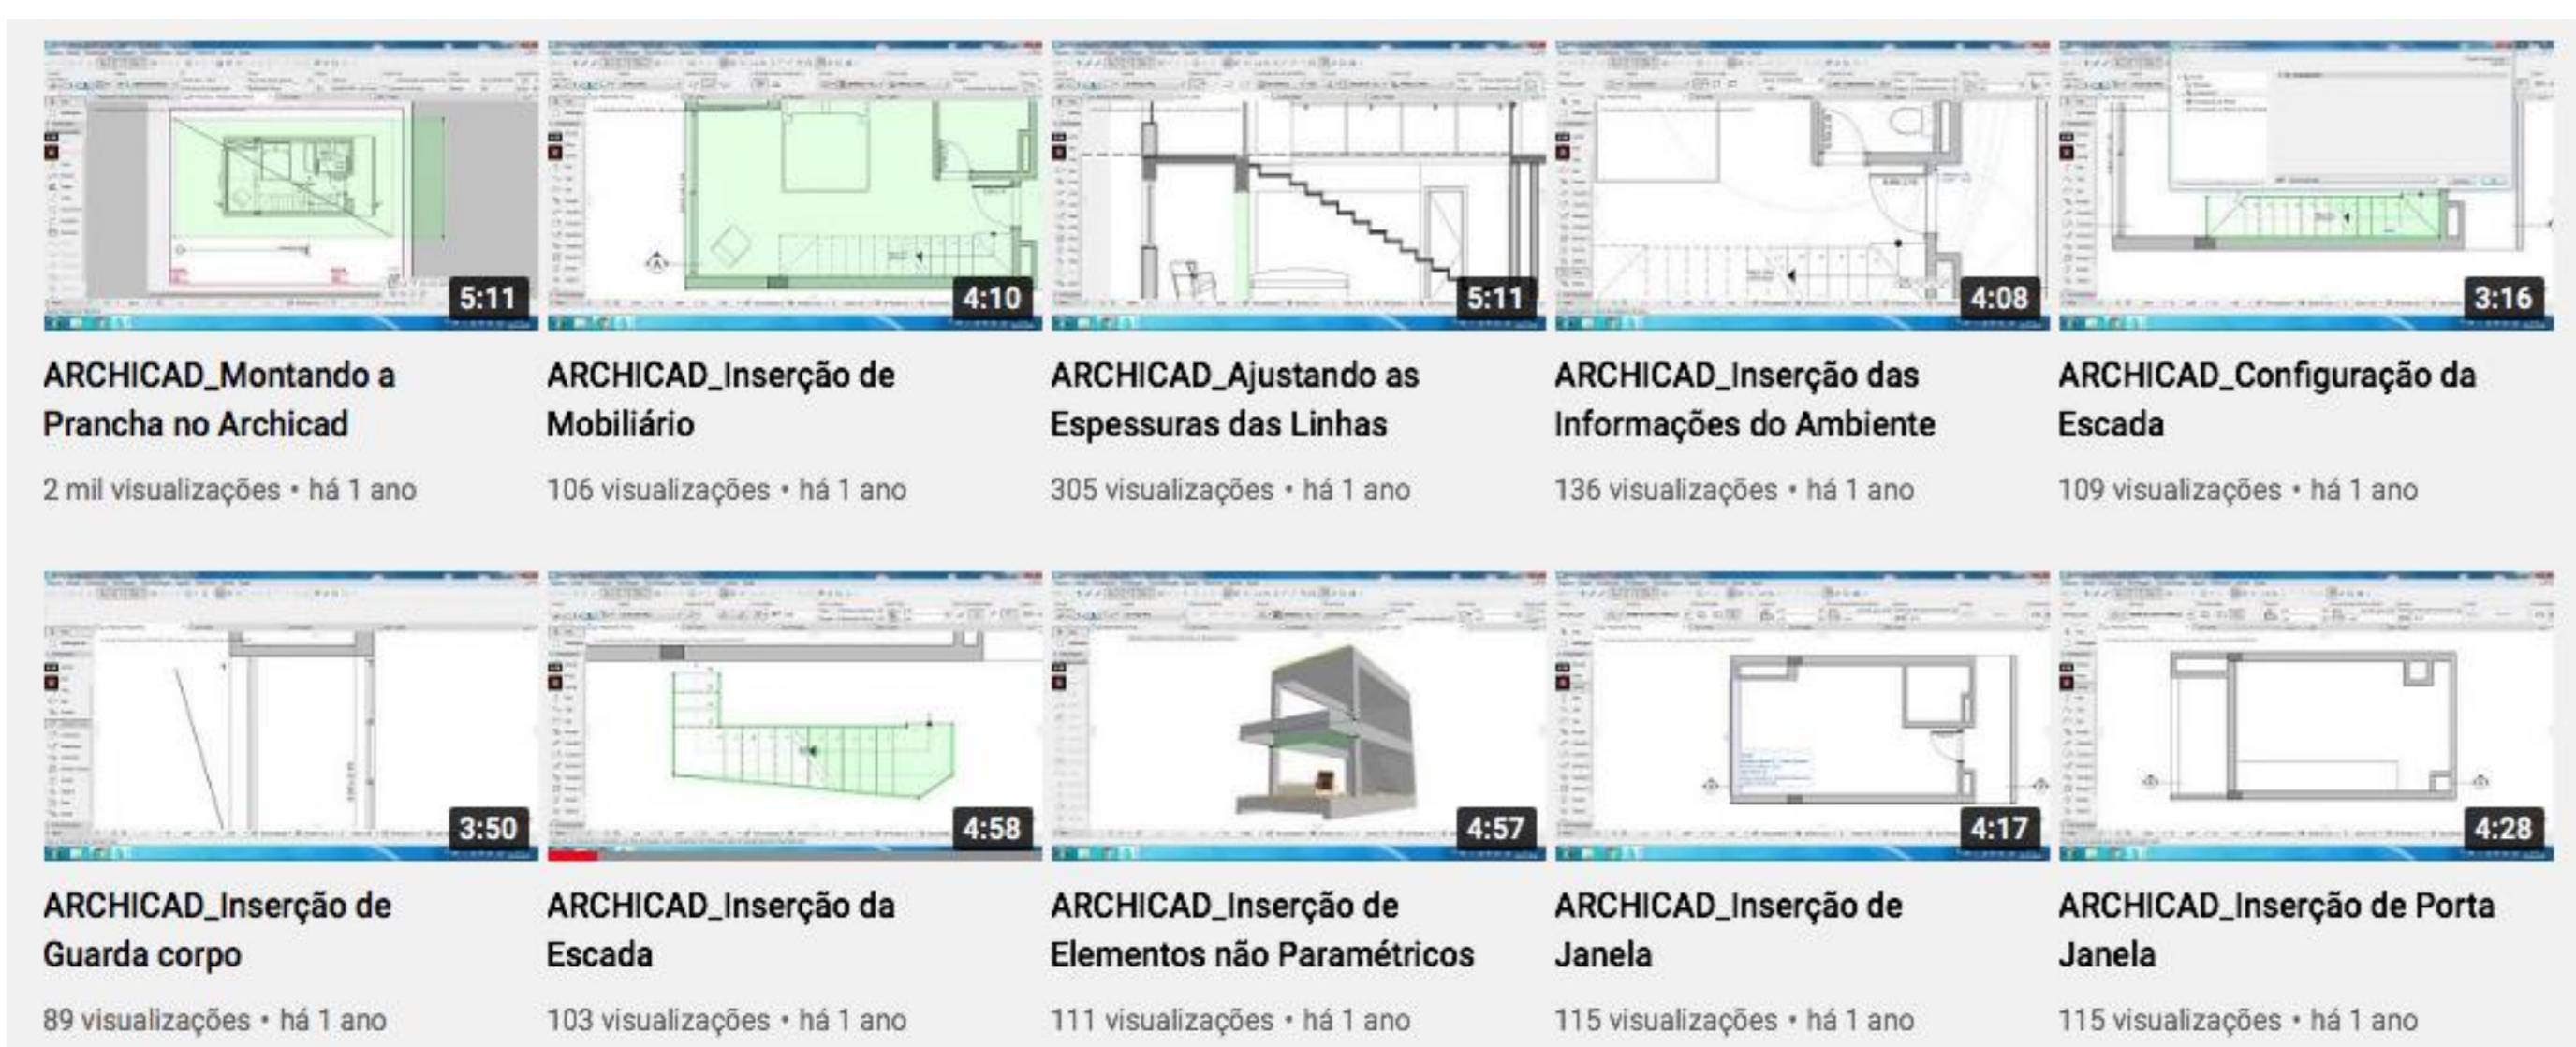 5:11
4:10
5:11
4:08
3:16
ARCHICAD_Montando a
Prancha no Archicad
2 mil visualizações • há 1 ano
ARCHICAD_Inserção de
Mobiliário
106 visualizações • há 1 ano
ARCHICAD_Ajustando as
Espessuras das Linhas
305 visualizações • há 1 ano
ARCHICAD_Inserção das
Informações do Ambiente
136 visualizações • há 1 ano
ARCHICAD_Configuração da
Escada
109 visualizações • há 1 ano
3:50
4:58
4:57
4:17
4:28
ARCHICAD_Inserção de
Guarda corpo
89 visualizações • há 1 ano
ARCHICAD_Inserção da
Escada
103 visualizações • há 1 ano
ARCHICAD_Inserção de
Elementos não Paramétricos
111 visualizações • há 1 ano
ARCHICAD_Inserção de
Janela
115 visualizações • há 1 ano
ARCHICAD_Inserção de Porta
Janela
115 visualizações • há 1 ano